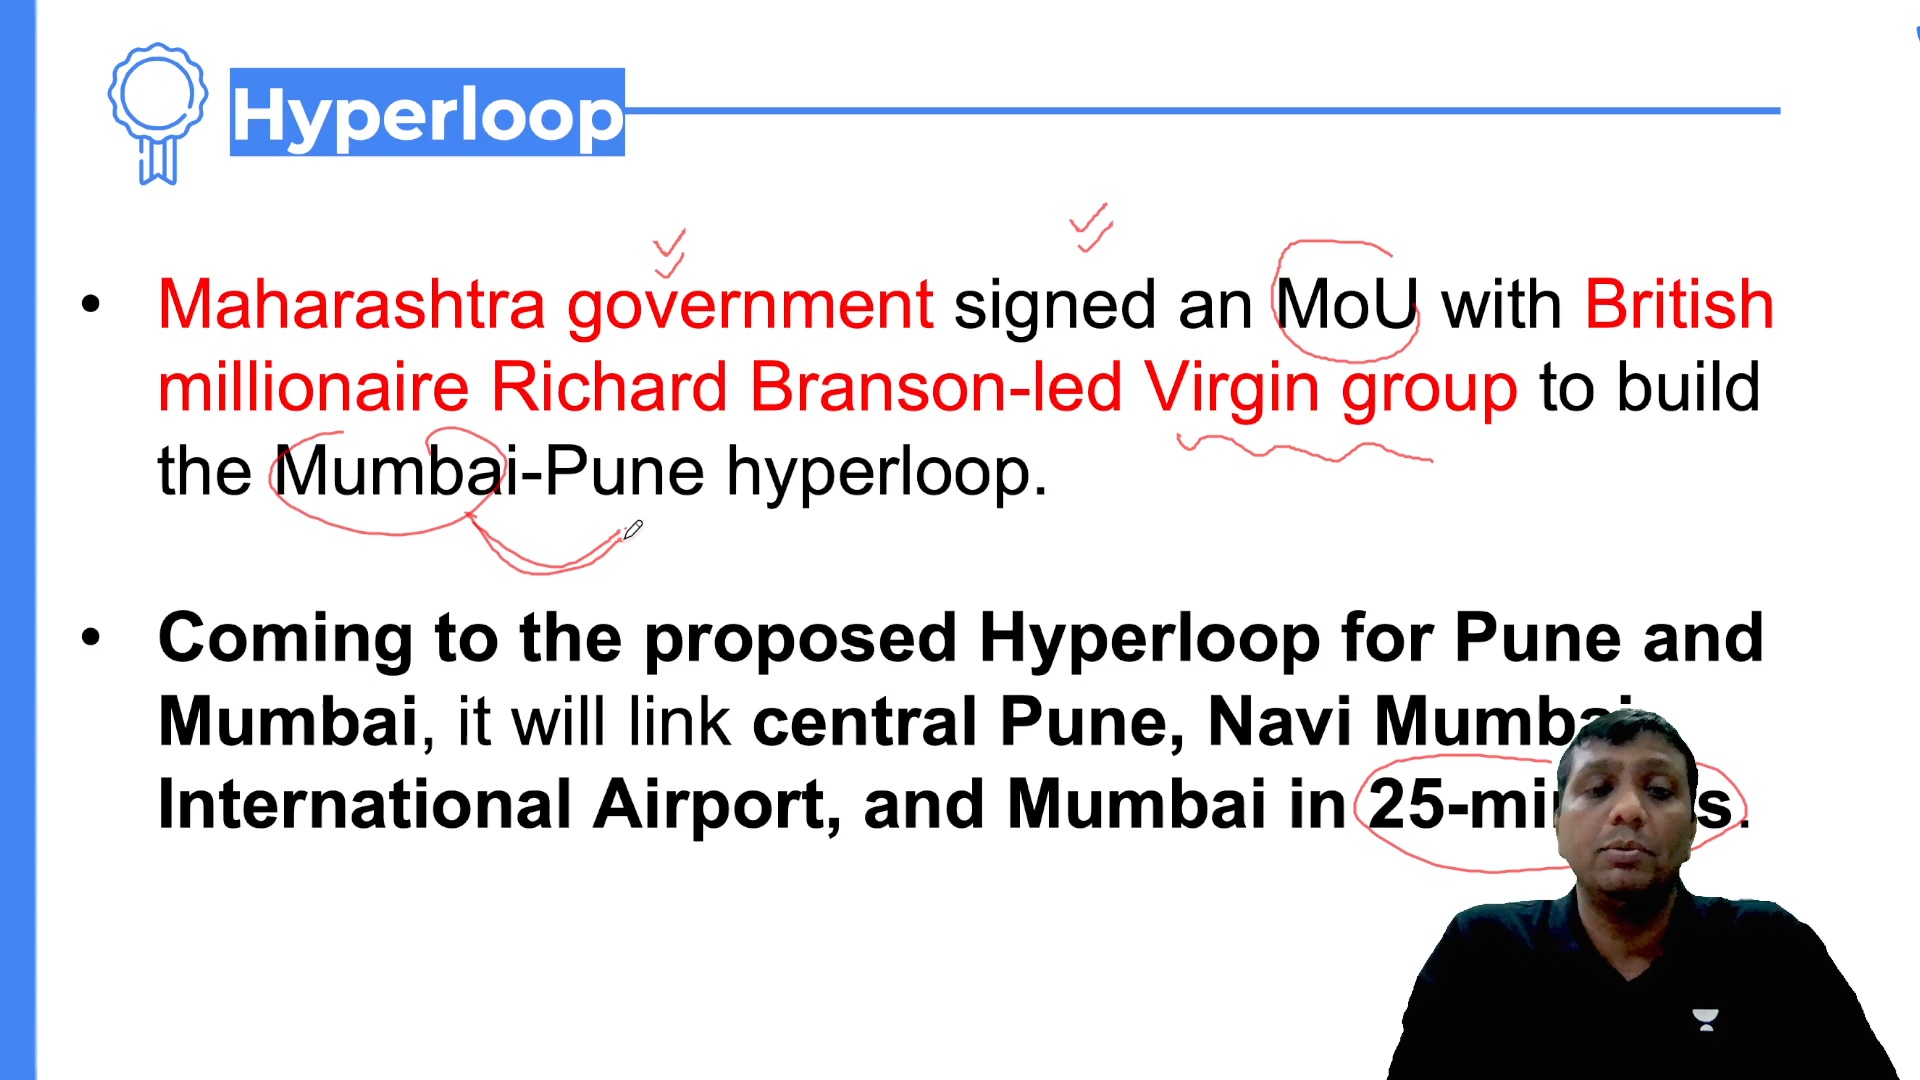 Hyperloop
• Maharashtra government signed an MoU with British
millionaire Richard Branson-led Virgin group to build
the Mumbai-Pune hyperloop.
• Coming to the proposed Hyperloop for Pune and
Mumbai, it will link central Pune, Navi Mumbai
International Airport, and Mumbai in